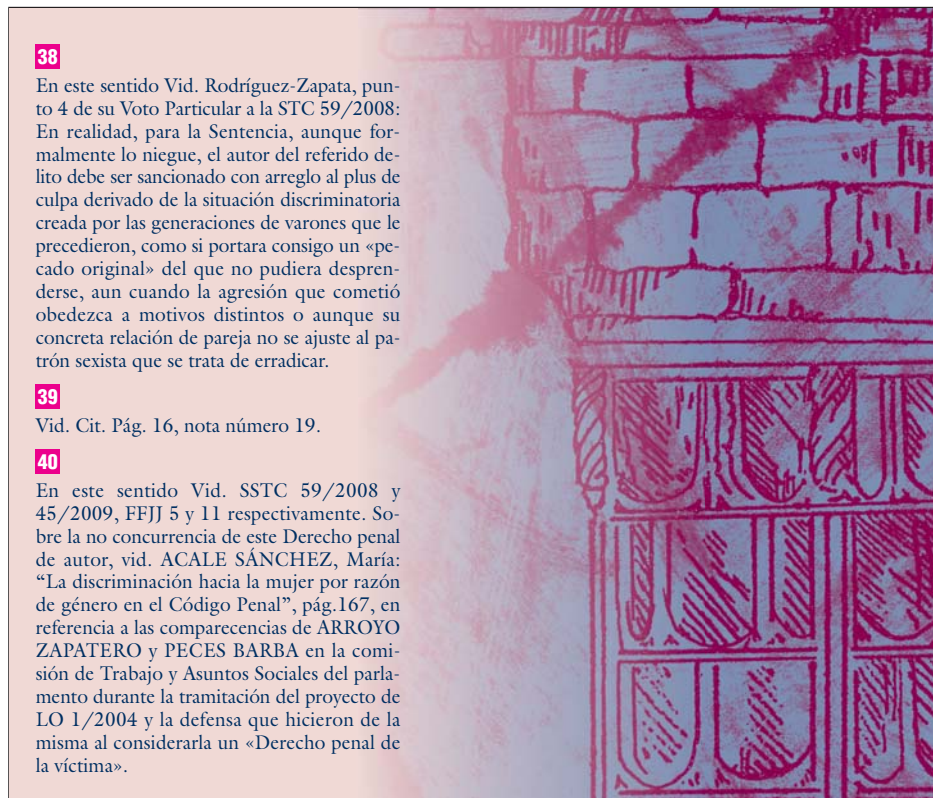 38
En este sentido Vid. Rodríguez-Zapata, pun-
to 4 de su Voto Particular a la STC 59/2008:
En realidad, para la Sentencia, aunque for-
malmente lo niegue, el autor del referido de-
lito debe ser sancionado con arreglo al plus de
culpa derivado de la situación discriminatoria
creada por las generaciones de varones que le
precedieron, como si portara consigo un «pe-
cado original» del que no pudiera despren-
derse, aun cuando la agresión que cometió
obedezca a motivos distintos o aunque su
concreta relación de pareja no se ajuste al pa-
trón sexista que se trata de erradicar.
39
Vid. Cit. Pág. 16, nota número 19.
40
En este sentido Vid. SSTC 59/2008 y
45/2009, FFJJ 5 y 11 respectivamente. So-
bre la no concurrencia de este Derecho penal
de autor, vid. ACALE SÁNCHEZ, María:
“La discriminación hacia la mujer por razón
de género en el Código Penal”, pág.167, en
referencia a las comparecencias de ARROYO
ZAPATERO y PECES BARBA en la comi-
sión de Trabajo y Asuntos Sociales del parla-
mento durante la tramitación del proyecto de
LO 1/2004 y la defensa que hicieron de la
misma al considerarla un «Derecho penal de
la víctima».